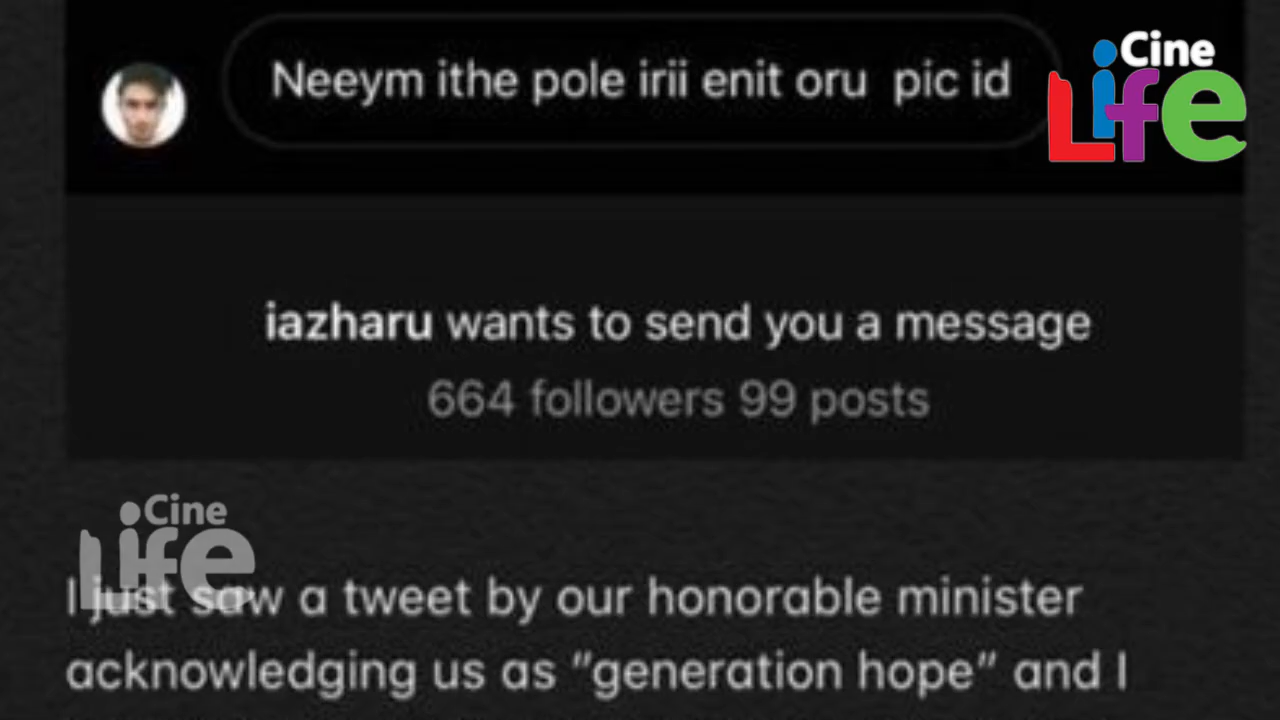 Neeym ithe pole irii enit oru pic id
Cine
Life
iazharu wants to send you a message
664 followers 99 posts
Cine
Life
I just saw a tweet by our honorable minister
acknowledging us as "generation hope" and I